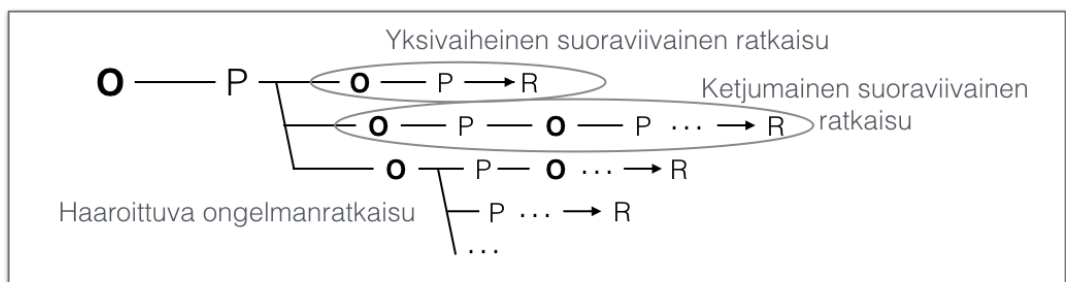 Yksivaiheinen suoraviivainen ratkaisu
O P O P R
Ketjumainen suoraviivainen
ratkaisu
O P O P ... R
O P O ... R
Haaroittuva ongelmanratkaisu
P ... R
...